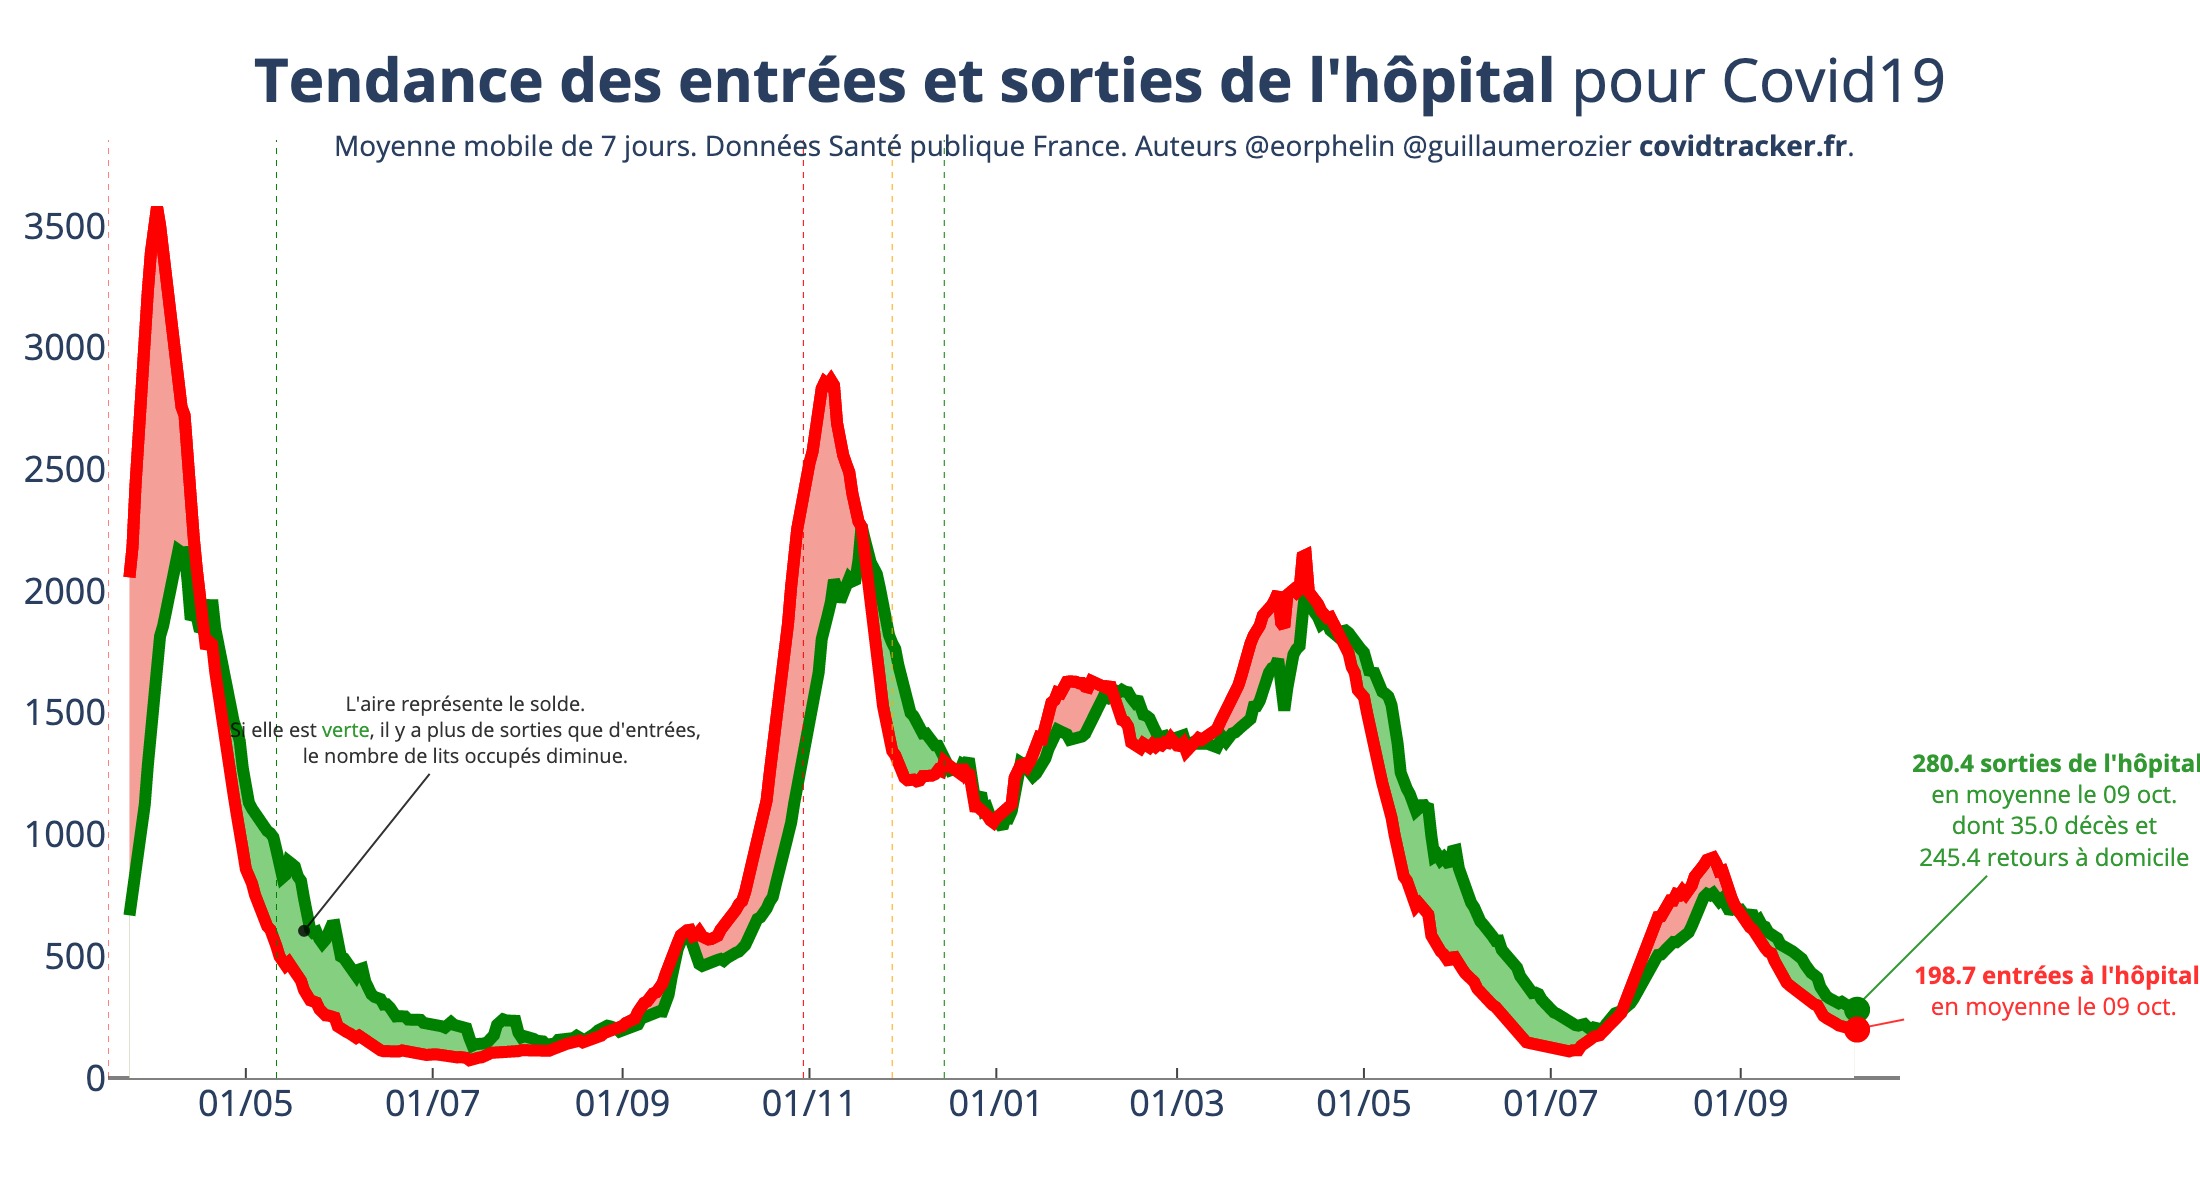 Tendance des entrées et sorties de l'hôpital pour Covid19
Moyenne mobile de 7 jours. Données Santé publique France. Auteurs @eorphelin @guillaumerozier covidtracker.fr.
3500
3000
2500
2000
1500
1000
500
0
L'aire représente le solde.
Si elle est verte, il y a plus de sorties que d'entrées,
le nombre de lits occupés diminue.
280.4 sorties de l'hôpital
en moyenne le 09 oct.
dont 35.0 décès et
245.4 retours à domicile
198.7 entrées à l'hôpital
en moyenne le 09 oct.
01/05
01/07
01/09
01/11
01/01
01/03
01/05
01/07
01/09